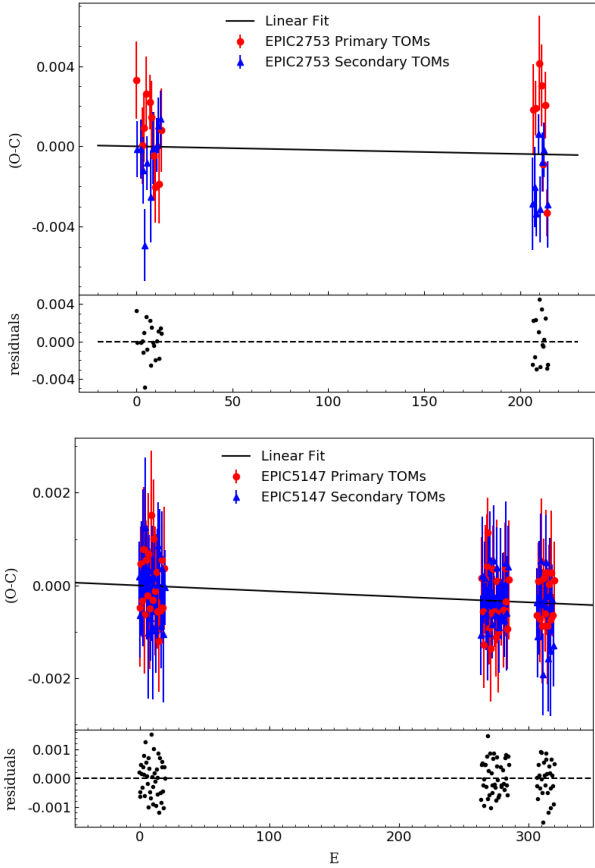 Linear Fit
EPIC2753 Primary TOMs
EPIC2753 Secondary TOMs
0.004
0.000
-0.004
(O-C)
0.004
0.000
-0.004
residuals
0 50 100 150 200
Linear Fit
EPIC5147 Primary TOMs
EPIC5147 Secondary TOMs
0.002
0.000
-0.002
(O-C)
0.001
0.000
-0.001
residuals
0 100 200 300
E